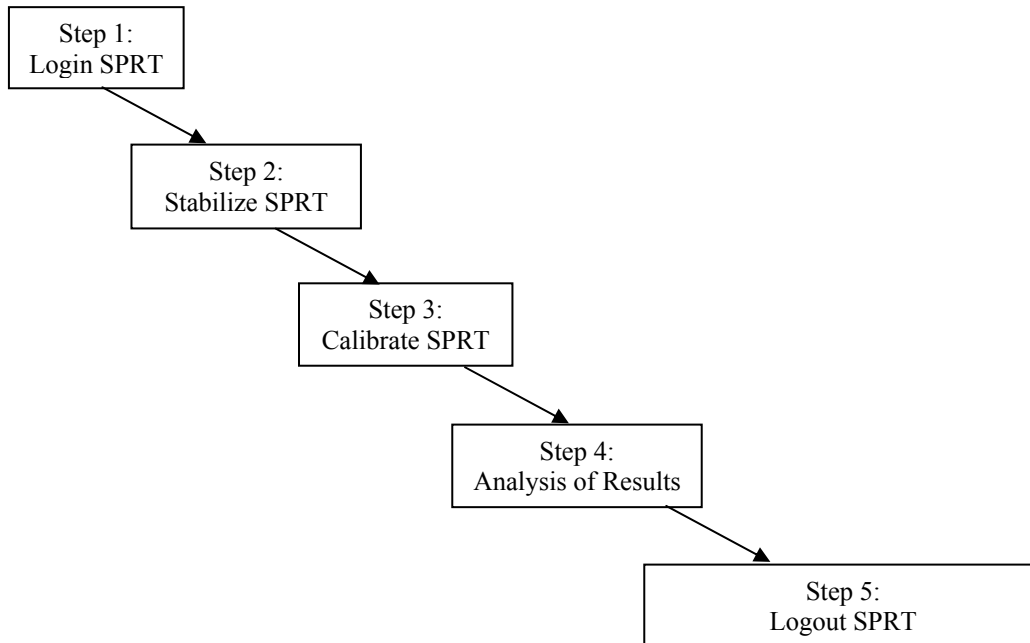 Step 1:
Login SPRT
Step 2:
Stabilize SPRT
Step 3:
Calibrate SPRT
Step 4:
Analysis of Results
Step 5:
Logout SPRT